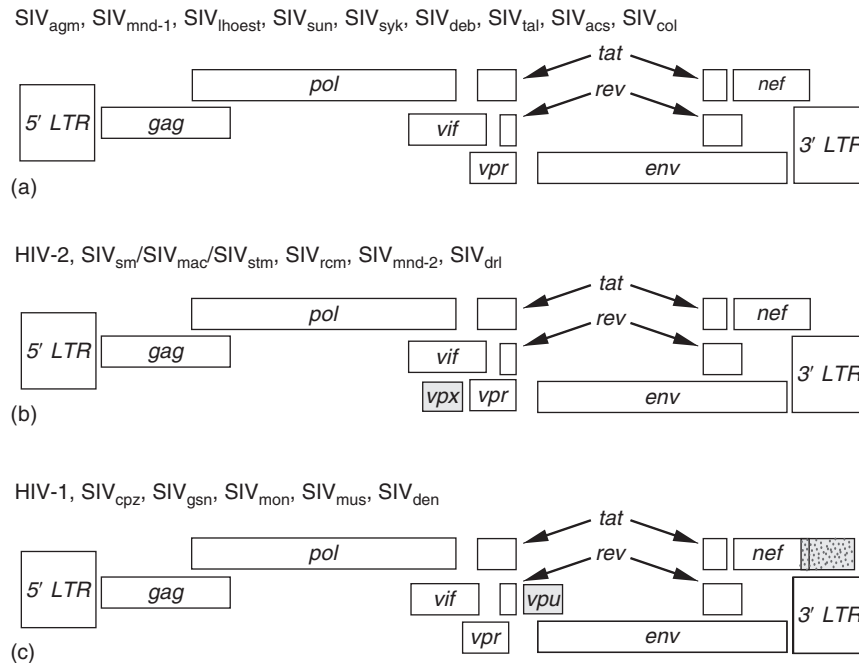 SIVagm, SIVmnd-1, SIVlhoest, SIVsun, SIVsyk, SIVdeb, SIVtal, SIVacs, SIVcol
tat
pol
nef
5′ LTR
rev
gag
vif
3′ LTR
vpr
env
(a)
HIV-2, SIVsm/SIVmac/SIVstm, SIVrcm, SIVmnd-2, SIVdrl
tat
pol
nef
5′ LTR
rev
gag
vif
3′ LTR
vpx
vpr
env
(b)
HIV-1, SIVcpz, SIVgsn, SIVmon, SIVmus, SIVden
tat
pol
nef
5′ LTR
rev
gag
vif
vpu
3′ LTR
vpr
env
(c)